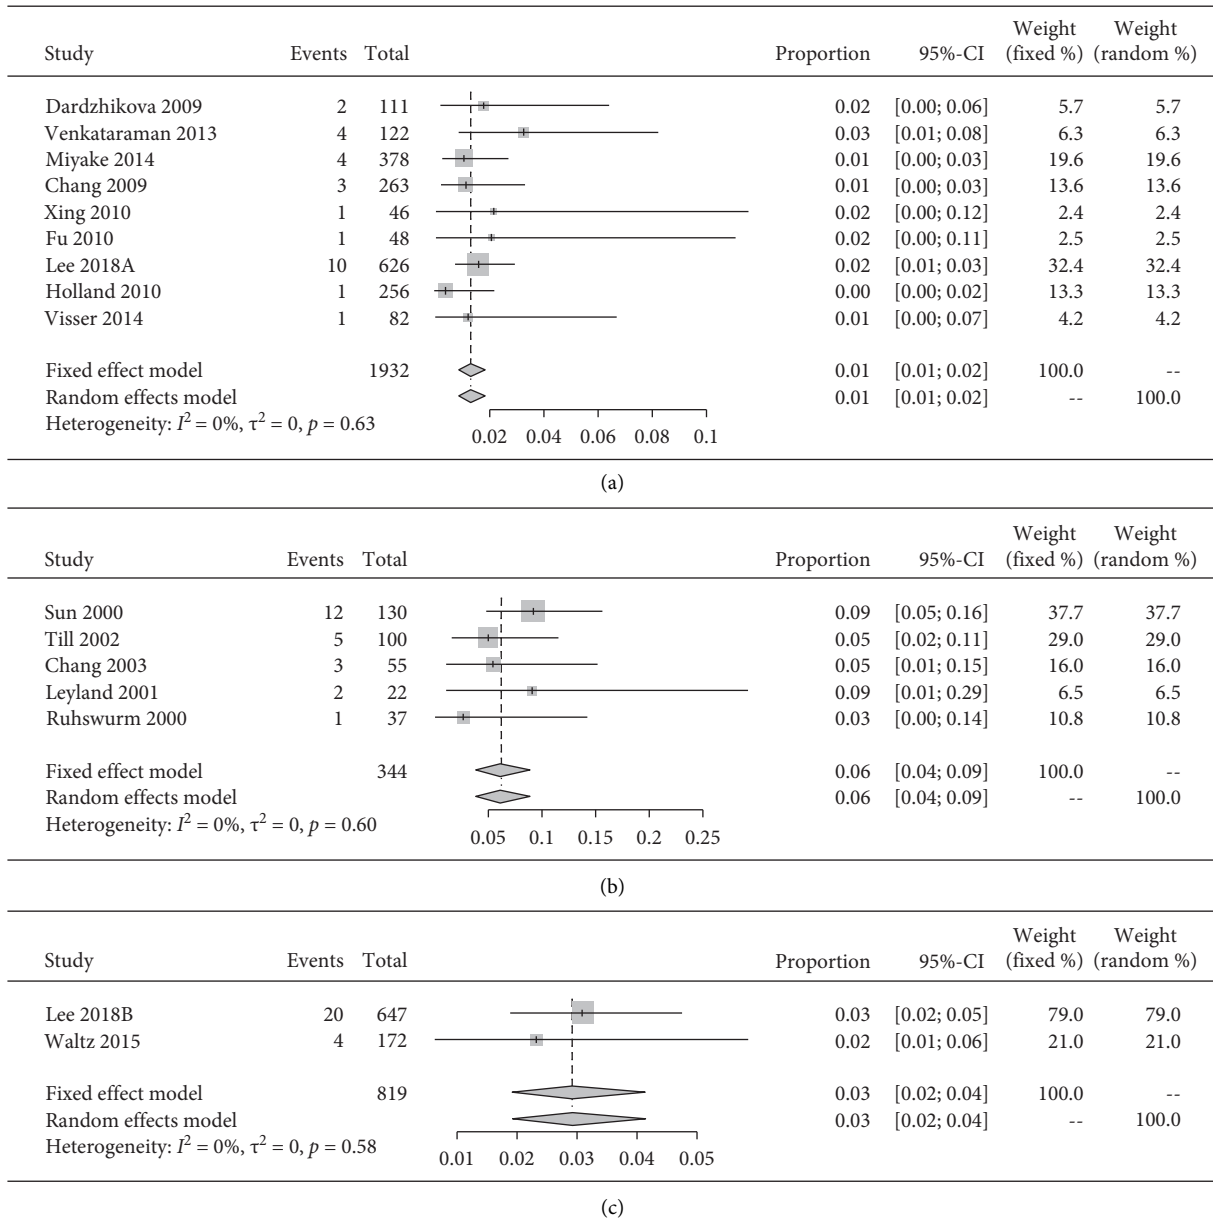 Weight Weight
Study Events Total Proportion 95%-CI (fixed %) (random %)
Dardzhikova 2009 2 111 0.02 [0.00; 0.06] 5.7 5.7
Venkataraman 2013 4 122 0.03 [0.01; 0.08] 6.3 6.3
Miyake 2014 4 378 0.01 [0.00; 0.03] 19.6 19.6
Chang 2009 3 263 0.01 [0.00; 0.03] 13.6 13.6
Xing 2010 1 46 0.02 [0.00; 0.12] 2.4 2.4
Fu 2010 1 48 0.02 [0.00; 0.11] 2.5 2.5
Lee 2018A 10 626 0.02 [0.01; 0.03] 32.4 32.4
Holland 2010 1 256 0.00 [0.00; 0.02] 13.3 13.3
Visser 2014 1 82 0.01 [0.00; 0.07] 4.2 4.2
Fixed effect model 1932 0.01 [0.01; 0.02] 100.0 --
Random effects model 0.01 [0.01; 0.02] -- 100.0
Heterogeneity: I² = 0%, τ² = 0, p = 0.63
0.02 0.04 0.06 0.08 0.1
(a)
Weight Weight
Study Events Total Proportion 95%-CI (fixed %) (random %)
Sun 2000 12 130 0.09 [0.05; 0.16] 37.7 37.7
Till 2002 5 100 0.05 [0.02; 0.11] 29.0 29.0
Chang 2003 3 55 0.05 [0.01; 0.15] 16.0 16.0
Leyland 2001 2 22 0.09 [0.01; 0.29] 6.5 6.5
Ruhswurm 2000 1 37 0.03 [0.00; 0.14] 10.8 10.8
Fixed effect model 344 0.06 [0.04; 0.09] 100.0 --
Random effects model 0.06 [0.04; 0.09] -- 100.0
Heterogeneity: I² = 0%, τ² = 0, p = 0.60
0.05 0.1 0.15 0.2 0.25
(b)
Weight Weight
Study Events Total Proportion 95%-CI (fixed %) (random %)
Lee 2018B 20 647 0.03 [0.02; 0.05] 79.0 79.0
Waltz 2015 4 172 0.02 [0.01; 0.06] 21.0 21.0
Fixed effect model 819 0.03 [0.02; 0.04] 100.0 --
Random effects model 0.03 [0.02; 0.04] -- 100.0
Heterogeneity: I² = 0%, τ² = 0, p = 0.58
0.01 0.02 0.03 0.04 0.05
(c)